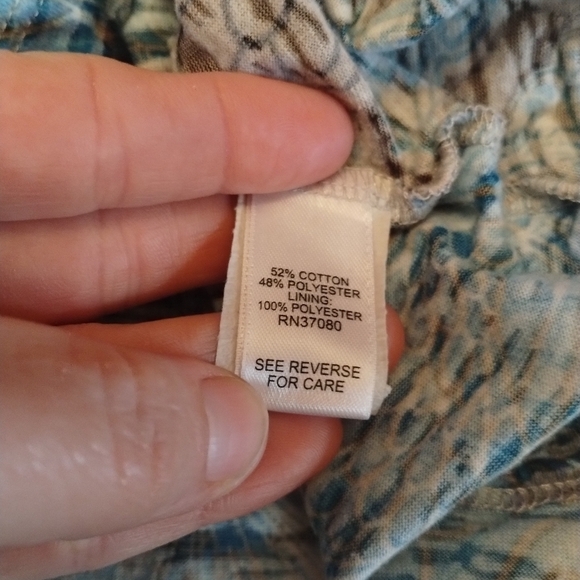 52% COTTON
48% POLYESTER
LINING:
100% POLYESTER
RN37080
SEE REVERSE
FOR CARE